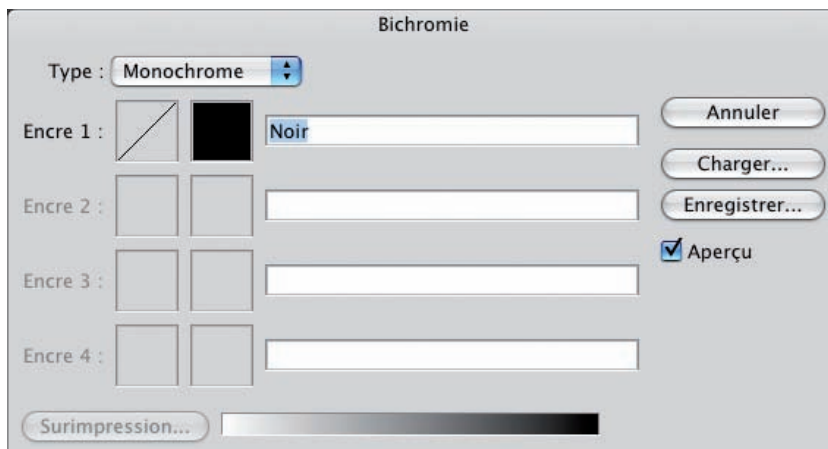 Bichromie
Type : Monochrome
Encre 1 : Noir
Annuler
Charger...
Encre 2 :
Enregistrer...
Aperçu
Encre 3 :
Encre 4 :
Surimpression...